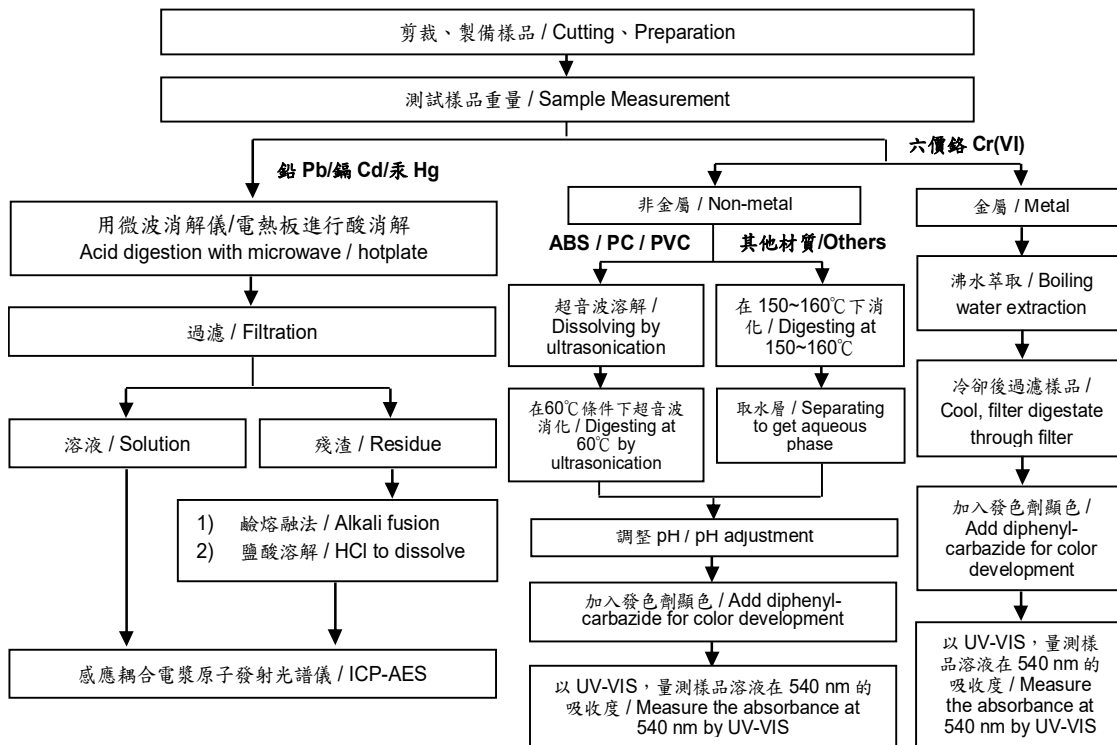 剪裁、製備樣品 / Cutting、Preparation
測試樣品重量 / Sample Measurement
鉛 Pb/鎘 Cd/汞 Hg
六價鉻 Cr(VI)
用微波消解儀/電熱板進行酸消解
Acid digestion with microwave / hotplate
過濾 / Filtration
溶液 / Solution
殘渣 / Residue
1) 鹼熔融法 / Alkali fusion
2) 鹽酸溶解 / HCl to dissolve
感應耦合電漿原子發射光譜儀 / ICP-AES
非金屬 / Non-metal
ABS / PC / PVC
其他材質/Others
超音波溶解 /
Dissolving by
ultrasonication
在 150~160℃下消
化 / Digesting at
150~160℃
在60℃條件下超音波
消化 / Digesting at
60℃ by
ultrasonication
取水層 / Separating
to get aqueous
phase
調整 pH / pH adjustment
加入發色劑顯色 / Add diphenyl-
carbazide for color development
以 UV-VIS，量測樣品溶液在 540 nm 的
吸收度 / Measure the absorbance at
540 nm by UV-VIS
金屬 / Metal
沸水萃取 / Boiling
water extraction
冷卻後過濾樣品 /
Cool, filter digestate
through filter
加入發色劑顯色 /
Add diphenyl-
carbazide for color
development
以 UV-VIS，量測樣
品溶液在 540 nm 的
吸收度 / Measure
the absorbance at
540 nm by UV-VIS